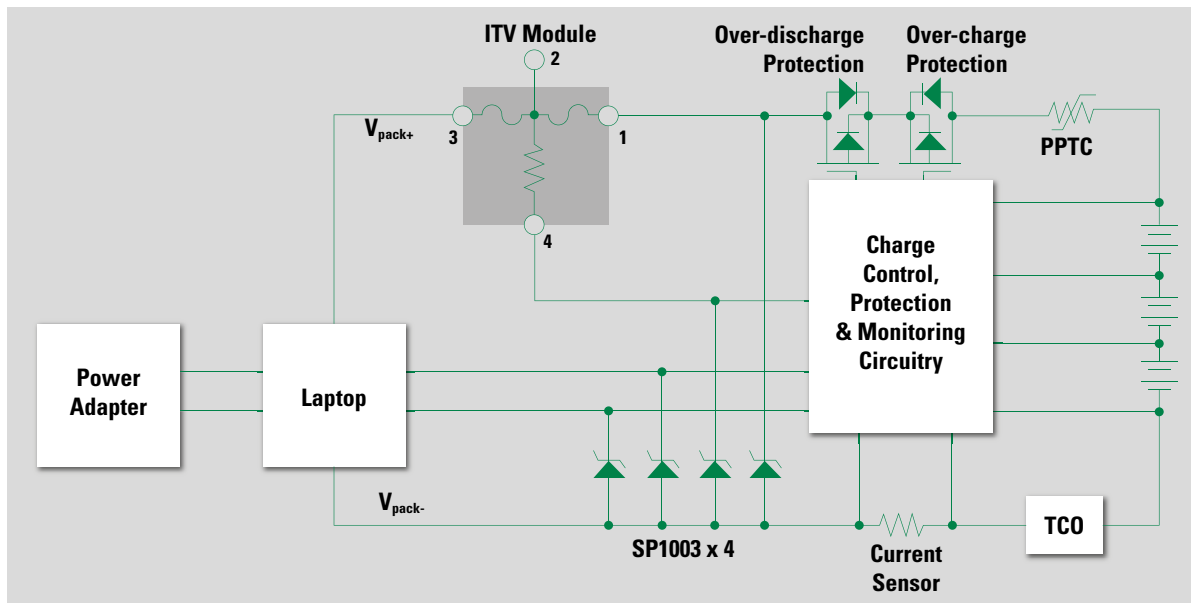 ITV Module
2
Over-discharge
Protection
Over-charge
Protection
Vpack+
3
1
PPTC
4
Charge
Control,
Protection
& Monitoring
Circuitry
Power
Adapter
Laptop
Vpack-
SP1003 x 4
Current
Sensor
TCO